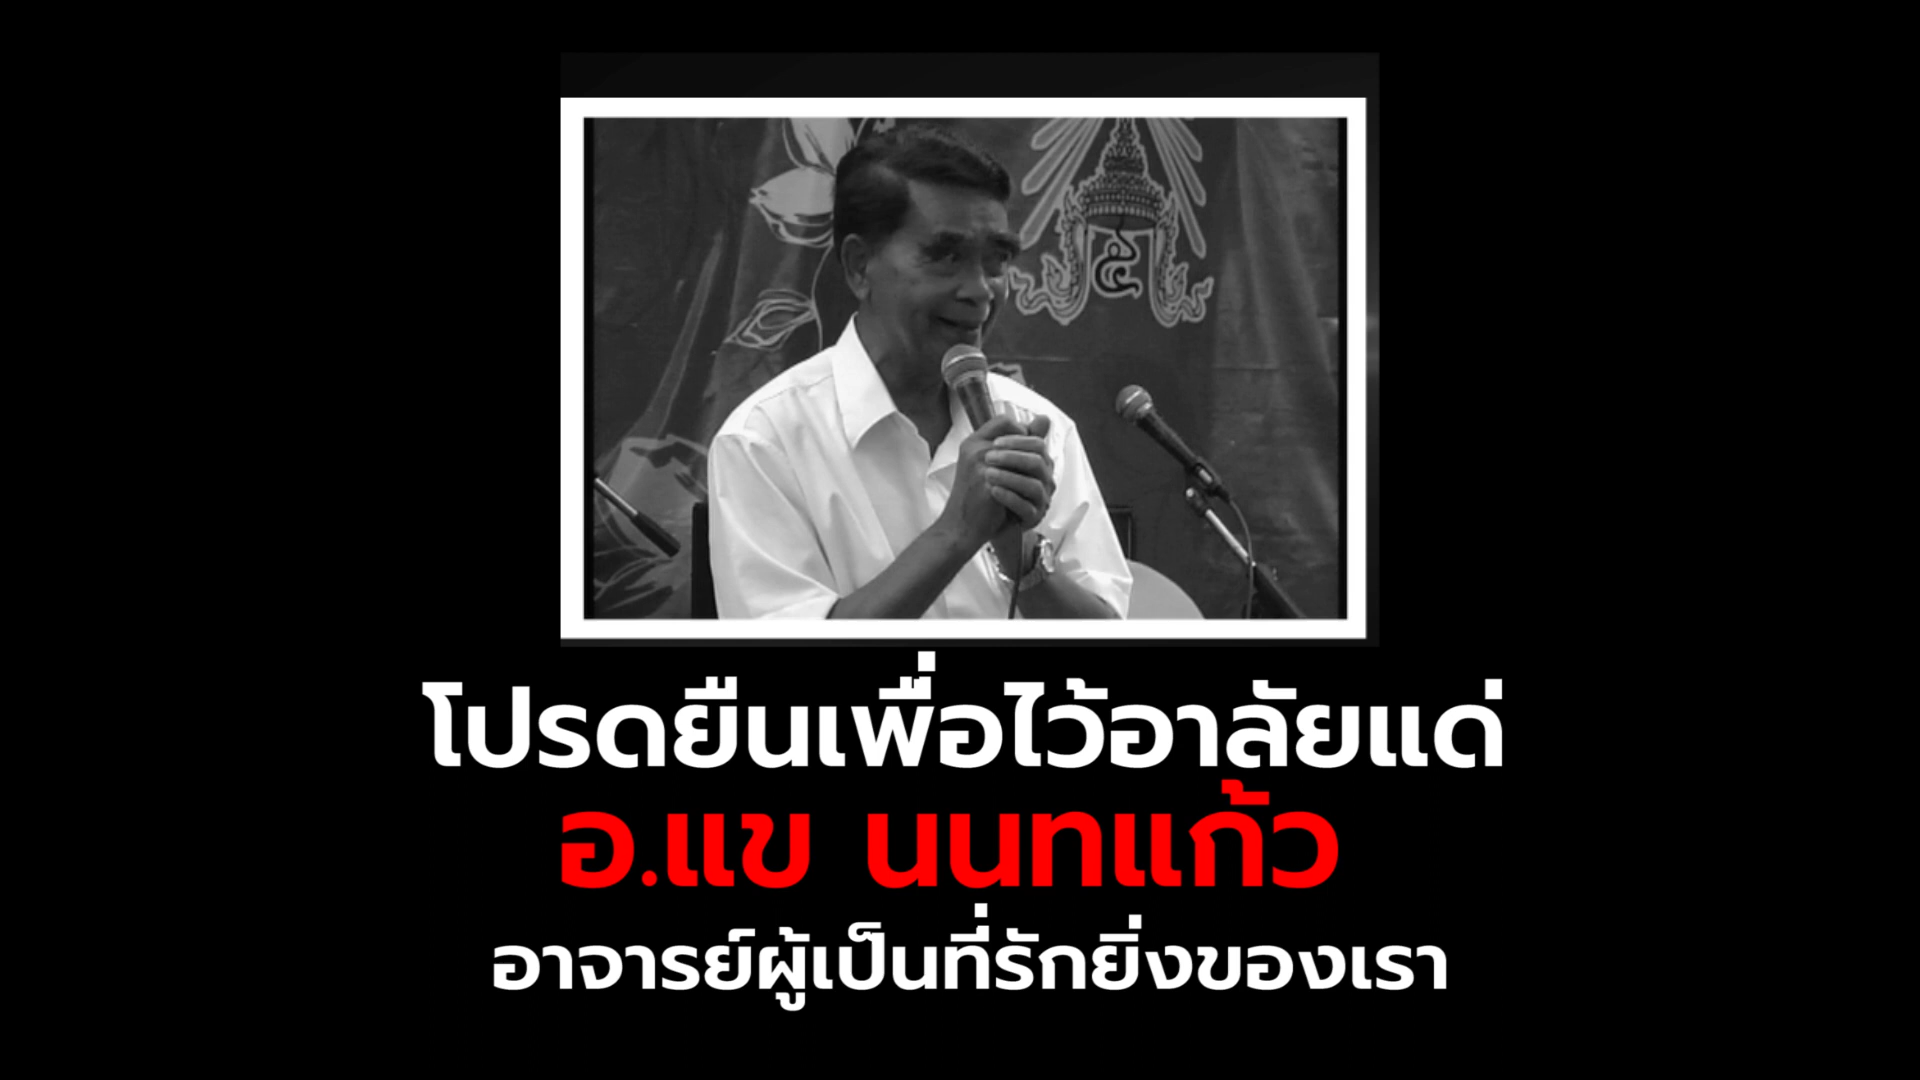 โปรดยืนเพื่อไว้อาลัยแด่
อ.แข นนทแก้ว
อาจารย์ผู้เป็นที่รักยิ่งของเรา